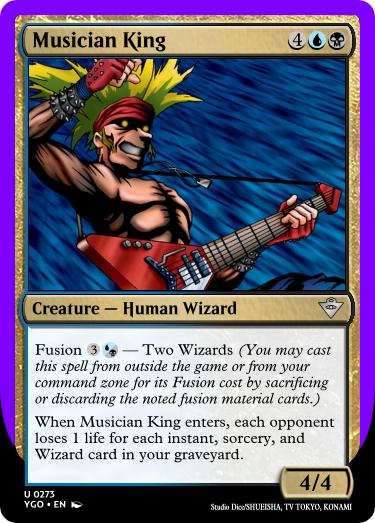 Musician King 4
Creature — Human Wizard
Fusion 3 — Two Wizards (You may cast
this spell from outside the game or from your
command zone for its Fusion cost by sacrificing
or discarding the noted fusion material cards.)
When Musician King enters, each opponent
loses 1 life for each instant, sorcery, and
Wizard card in your graveyard.
4/4
U 0273
YGO • EN Studio Dice/SHUEISHA, TV TOKYO, KONAMI